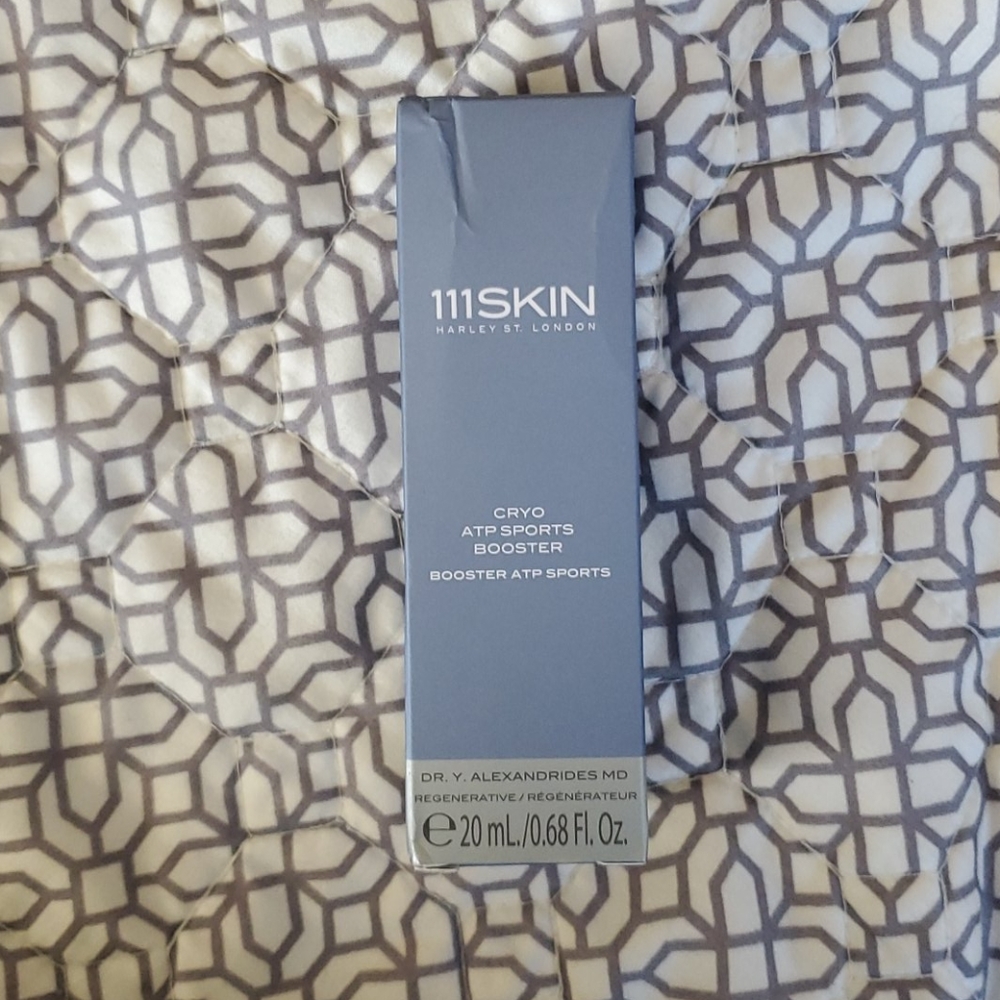 111SKIN
HARLEY ST. LONDON
CRYO
ATP SPORTS
BOOSTER
BOOSTER ATP SPORTS
DR. Y. ALEXANDRIDES MD
REGENERATIVE / RÉGÉNÉRATEUR
℮ 20 mL./0.68 Fl. Oz.